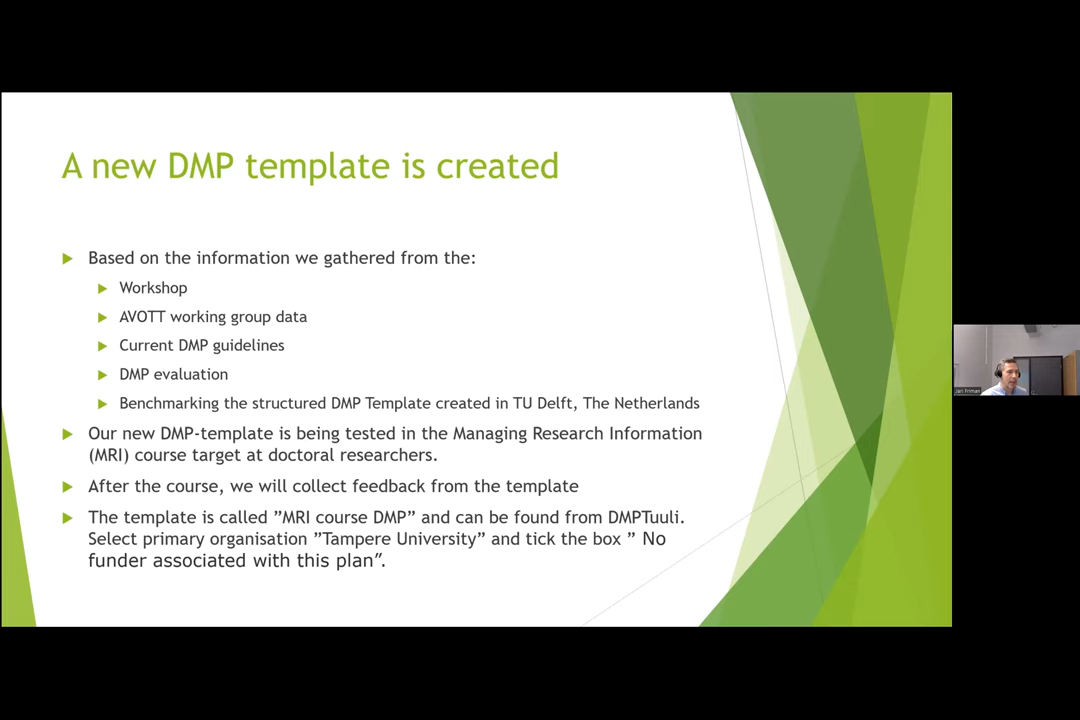 A new DMP template is created
Based on the information we gathered from the:
Workshop
AVOTT working group data
Current DMP guidelines
DMP evaluation
Benchmarking the structured DMP Template created in TU Delft, The Netherlands
Our new DMP-template is being tested in the Managing Research Information
(MRI) course target at doctoral researchers.
After the course, we will collect feedback from the template
The template is called ”MRI course DMP” and can be found from DMPTuuli.
Select primary organisation ”Tampere University” and tick the box ” No
funder associated with this plan”.
Jari Friman